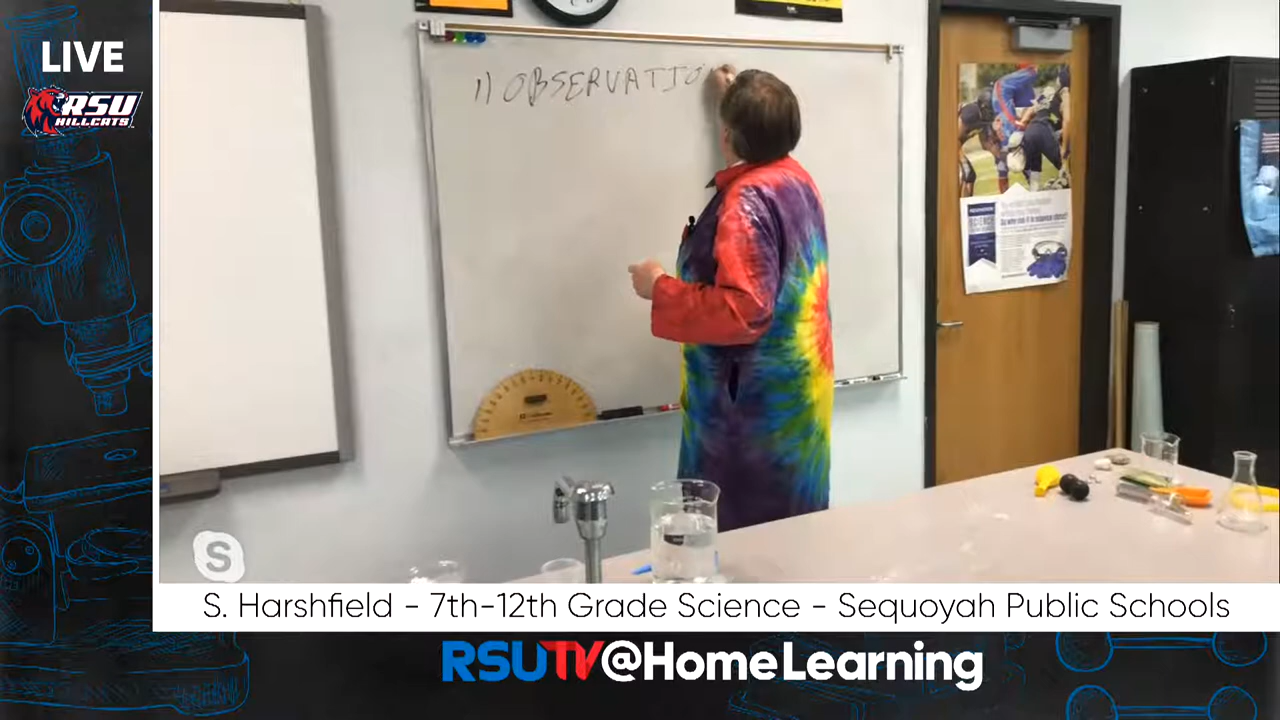 LIVE
RSU
HILLCATS
1) OBSERVATIO
S
S. Harshfield - 7th-12th Grade Science - Sequoyah Public Schools
RSUTV@HomeLearning